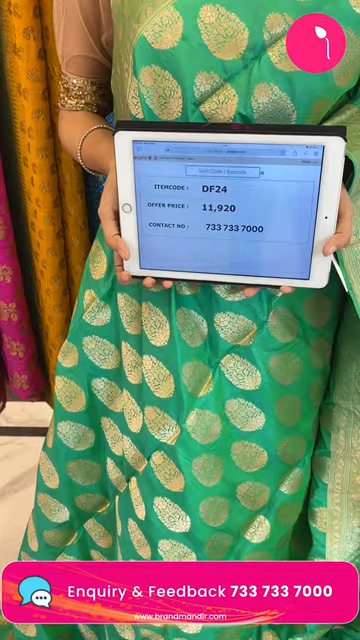 ITEMCODE : DF24
OFFER PRICE : 11,920
CONTACT NO : 733 733 7000
Enquiry & Feedback 733 733 7000
www.brandmandir.com